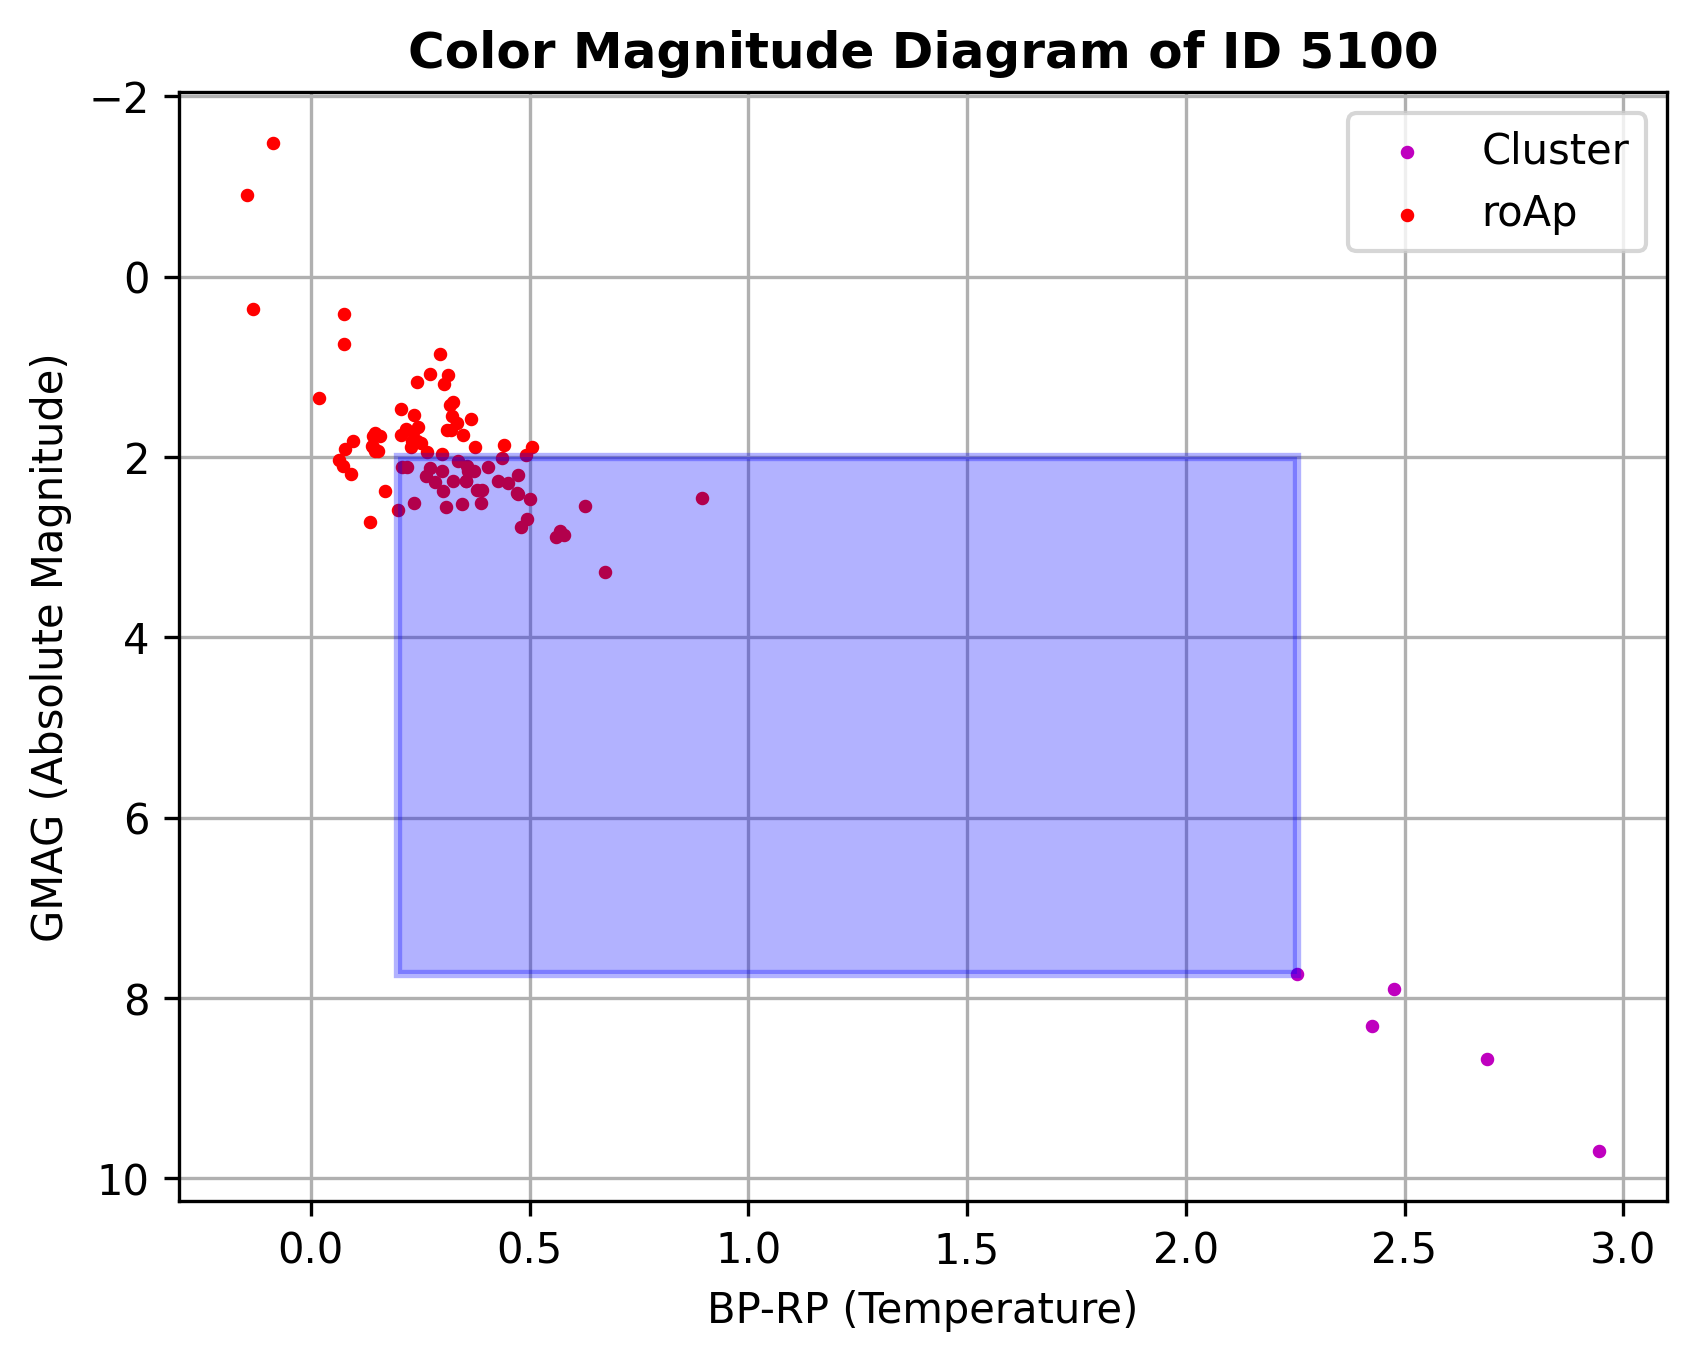 Color Magnitude Diagram of ID 5100
Cluster
roAp
GMAG (Absolute Magnitude)
−2
0
2
4
6
8
10
0.0 0.5 1.0 1.5 2.0 2.5 3.0
BP-RP (Temperature)